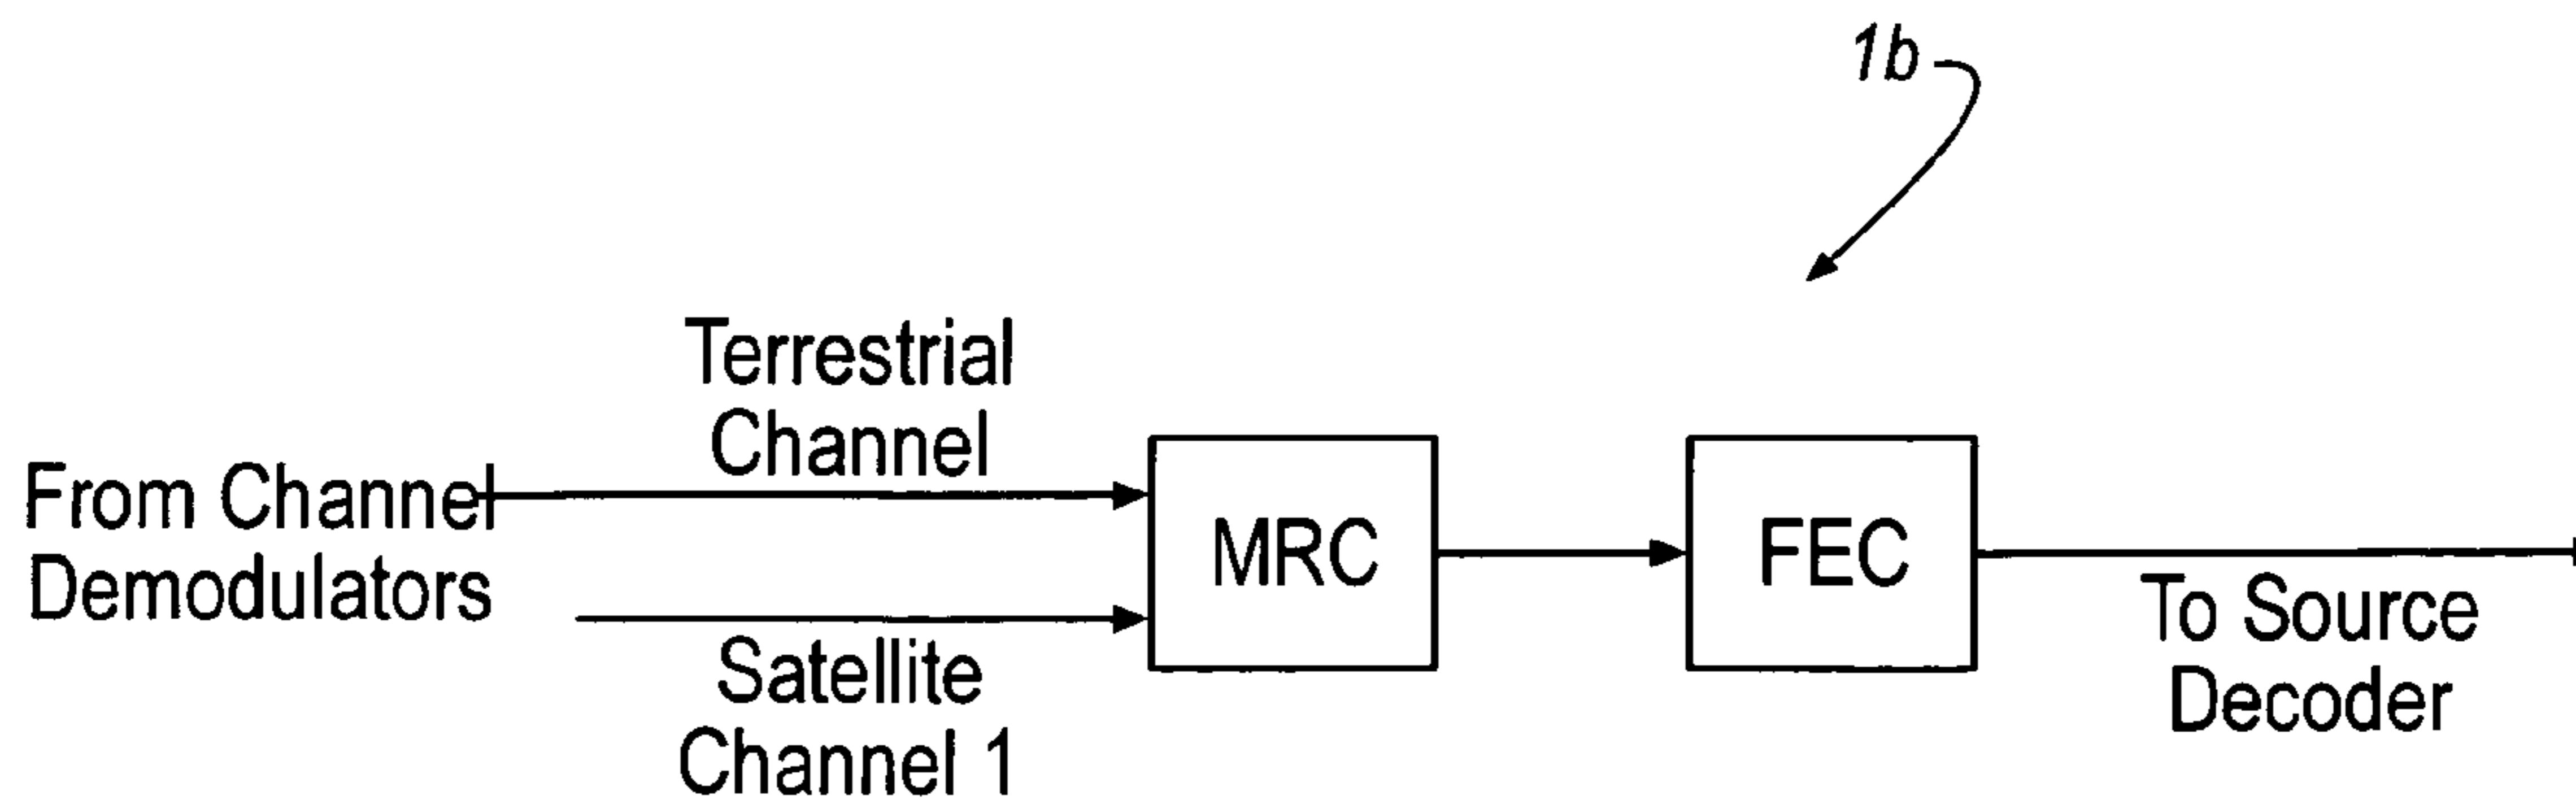 1b
Terrestrial
Channel
From Channel
Demodulators
MRC
FEC
Satellite
Channel 1
To Source
Decoder